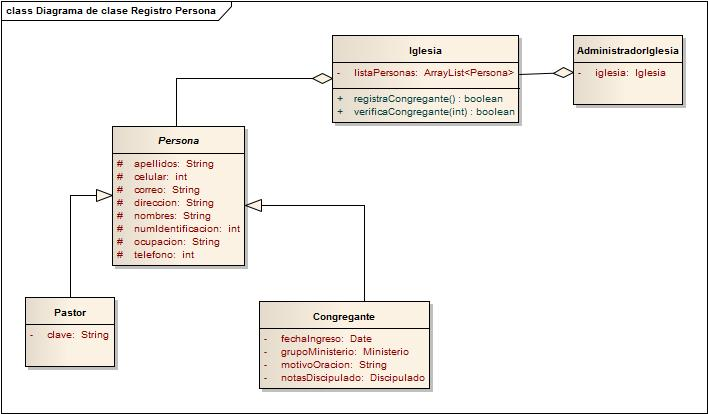 class Diagrama de clase Registro Persona
Iglesia
- listaPersonas: ArrayList<Persona>
+ registraCongregante() : boolean
+ verificaCongregante(int) : boolean
AdministradorIglesia
- iglesia: Iglesia
Persona
# apellidos: String
# celular: int
# correo: String
# direccion: String
# nombres: String
# numIdentificacion: int
# ocupacion: String
# telefono: int
Pastor
- clave: String
Congregante
- fechaIngreso: Date
- grupoMinisterio: Ministerio
- motivoOracion: String
- notasDiscipulado: Discipulado